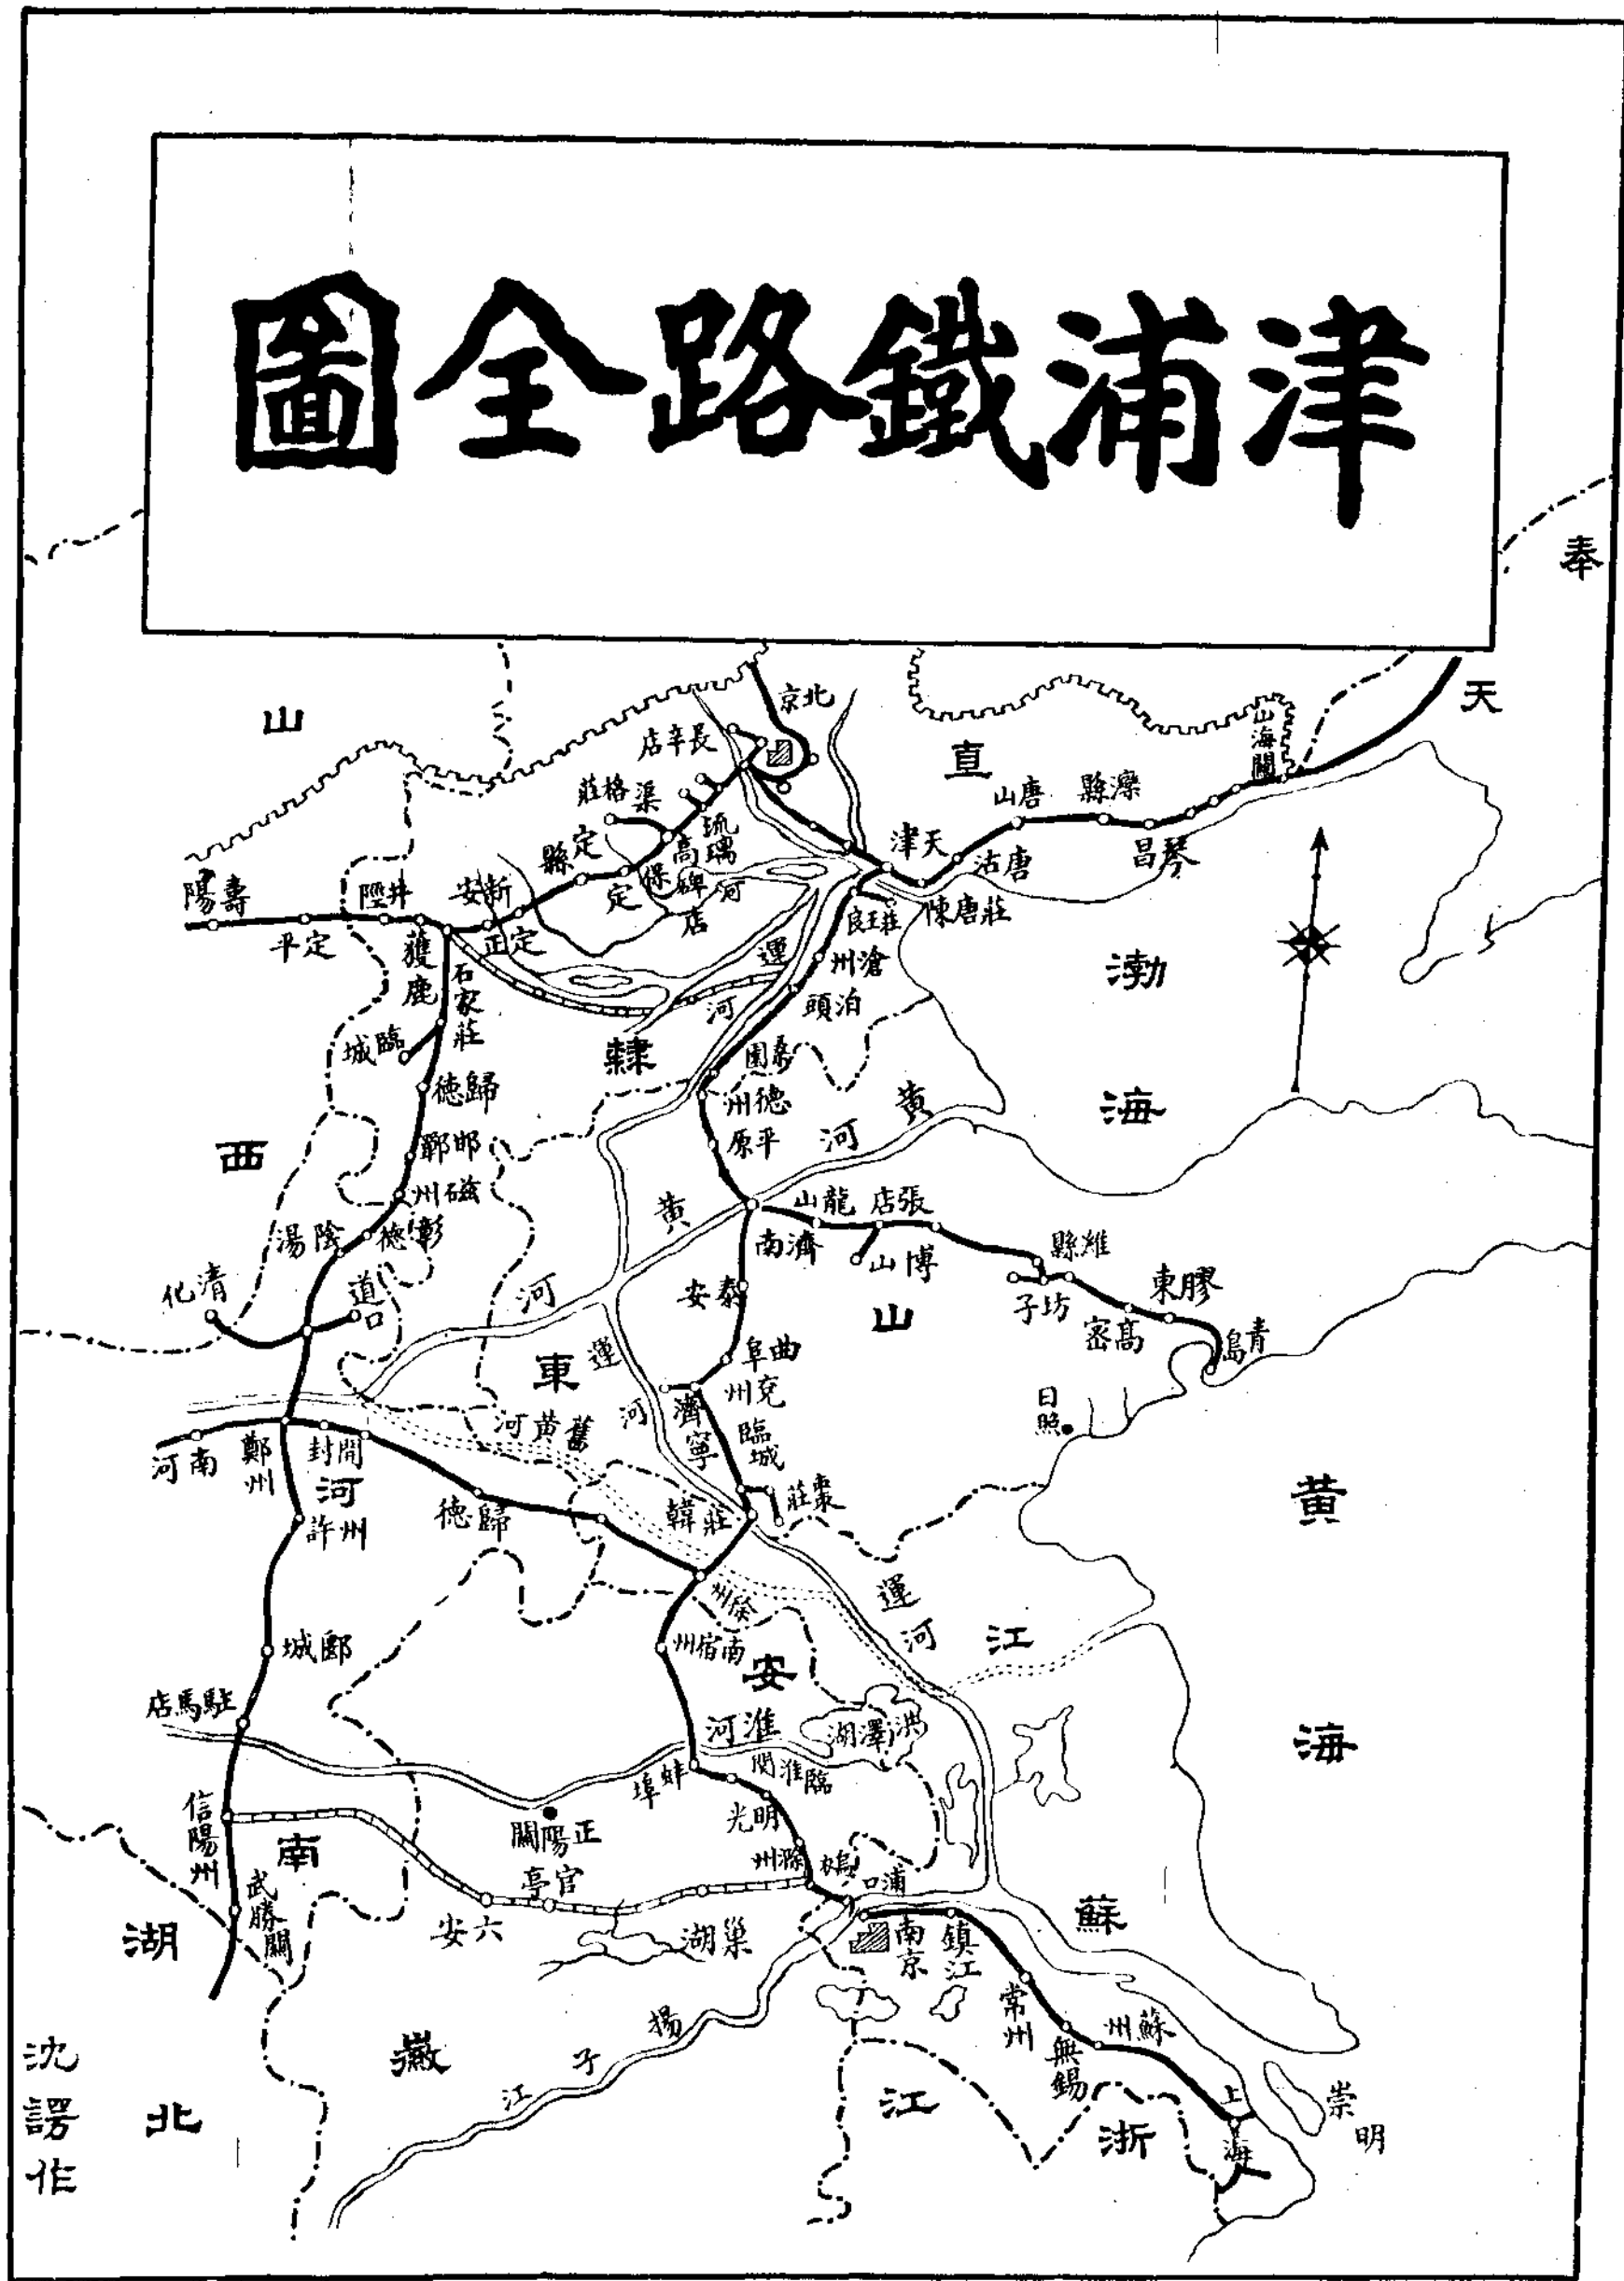 津浦鐵路全圖
奉
天
山
西
直
隸
渤
海
黃
海
山
東
河
南
江
蘇
安
徽
湖
北
浙
江
北京
長辛店
琉璃河
渠格莊
高碑店
保定
定縣
新安
正定
石家莊
獲鹿
井陘
平定
壽陽
臨城
歸德
邯鄲
磁州
彰德
湯陰
道口
清化
鄭州
河南
開封
歸德
許州
郾城
駐馬店
信陽州
武勝關
山海關
灤縣
唐山
唐沽
天津
陳唐莊
良王莊
滄州
泊頭
桑園
德州
平原
濟南
龍山
張店
博山
濰縣
坊子
高密
膠東
青島
日照
泰安
曲阜
兗州
濟寧
臨城
棗莊
韓莊
徐州
南宿州
蚌埠
臨淮關
明光
滁州
浦口
南京
鎮江
常州
無錫
蘇州
上海
崇明
正陽關
官亭
六安
巢湖
洪澤湖
淮河
運河
運河
運河
黃河
黃河
舊黃河
揚子江
沈諤作